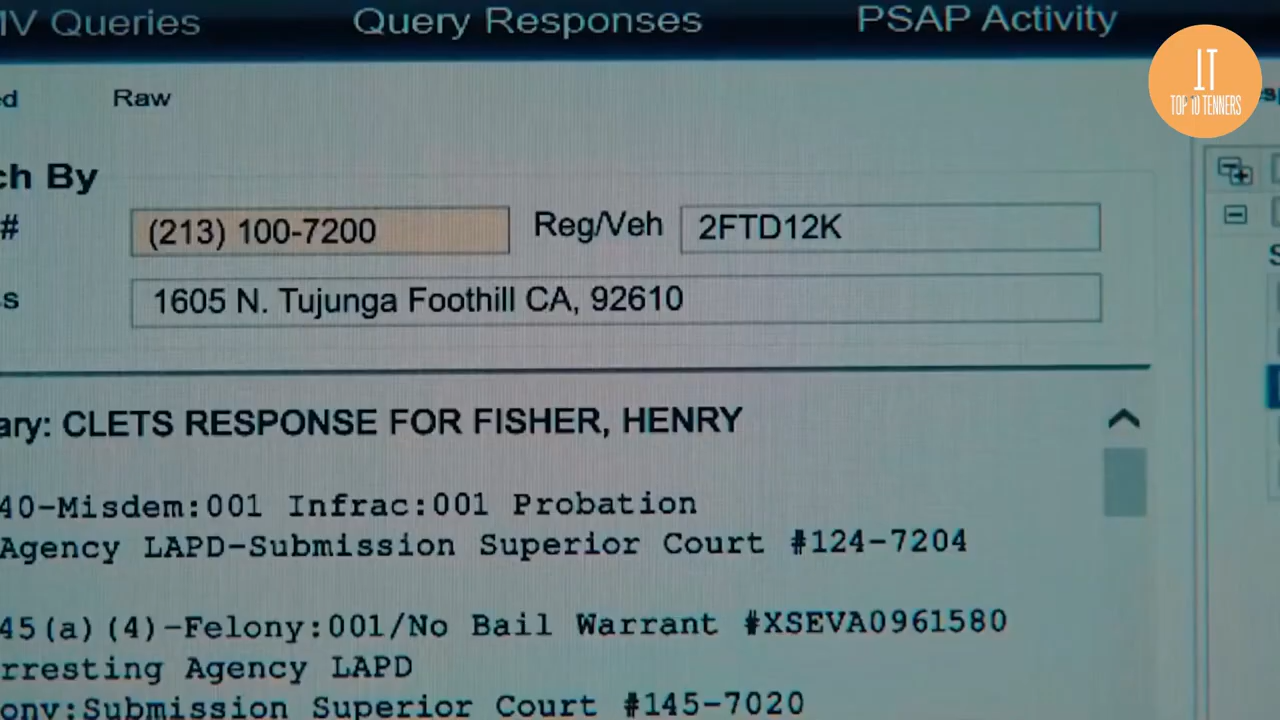 MV Queries Query Responses PSAP Activity
IT
TOP 10 TENNERS
ed Raw
ch By
# (213) 100-7200 Reg/Veh 2FTD12K
s 1605 N. Tujunga Foothill CA, 92610
ary: CLETS RESPONSE FOR FISHER, HENRY
40-Misdem:001 Infrac:001 Probation
Agency LAPD-Submission Superior Court #124-7204
45(a)(4)-Felony:001/No Bail Warrant #XSEVA0961580
rresting Agency LAPD
ony:Submission Superior Court #145-7020